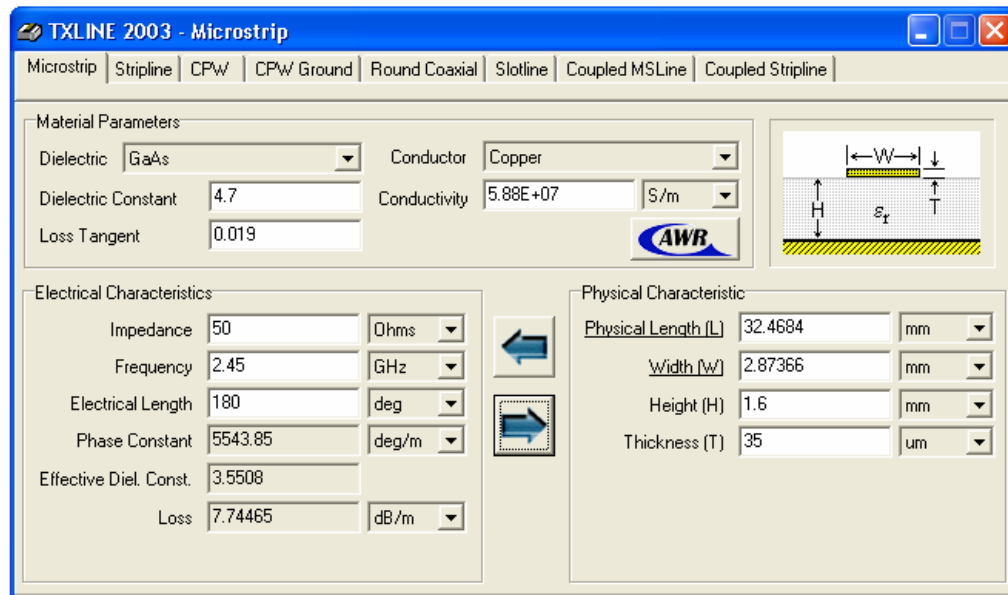 TXLINE 2003 - Microstrip
Microstrip Stripline CPW CPW Ground Round Coaxial Slotline Coupled MSLine Coupled Stripline
Material Parameters
Dielectric GaAs Conductor Copper
Dielectric Constant 4.7 Conductivity 5.88E+07 S/m
Loss Tangent 0.019 AWR
W
H
εr
T
Electrical Characteristics
Impedance 50 Ohms
Frequency 2.45 GHz
Electrical Length 180 deg
Phase Constant 5543.85 deg/m
Effective Diel. Const. 3.5508
Loss 7.74465 dB/m
Physical Characteristic
Physical Length (L) 32.4684 mm
Width (W) 2.87366 mm
Height (H) 1.6 mm
Thickness (T) 35 um